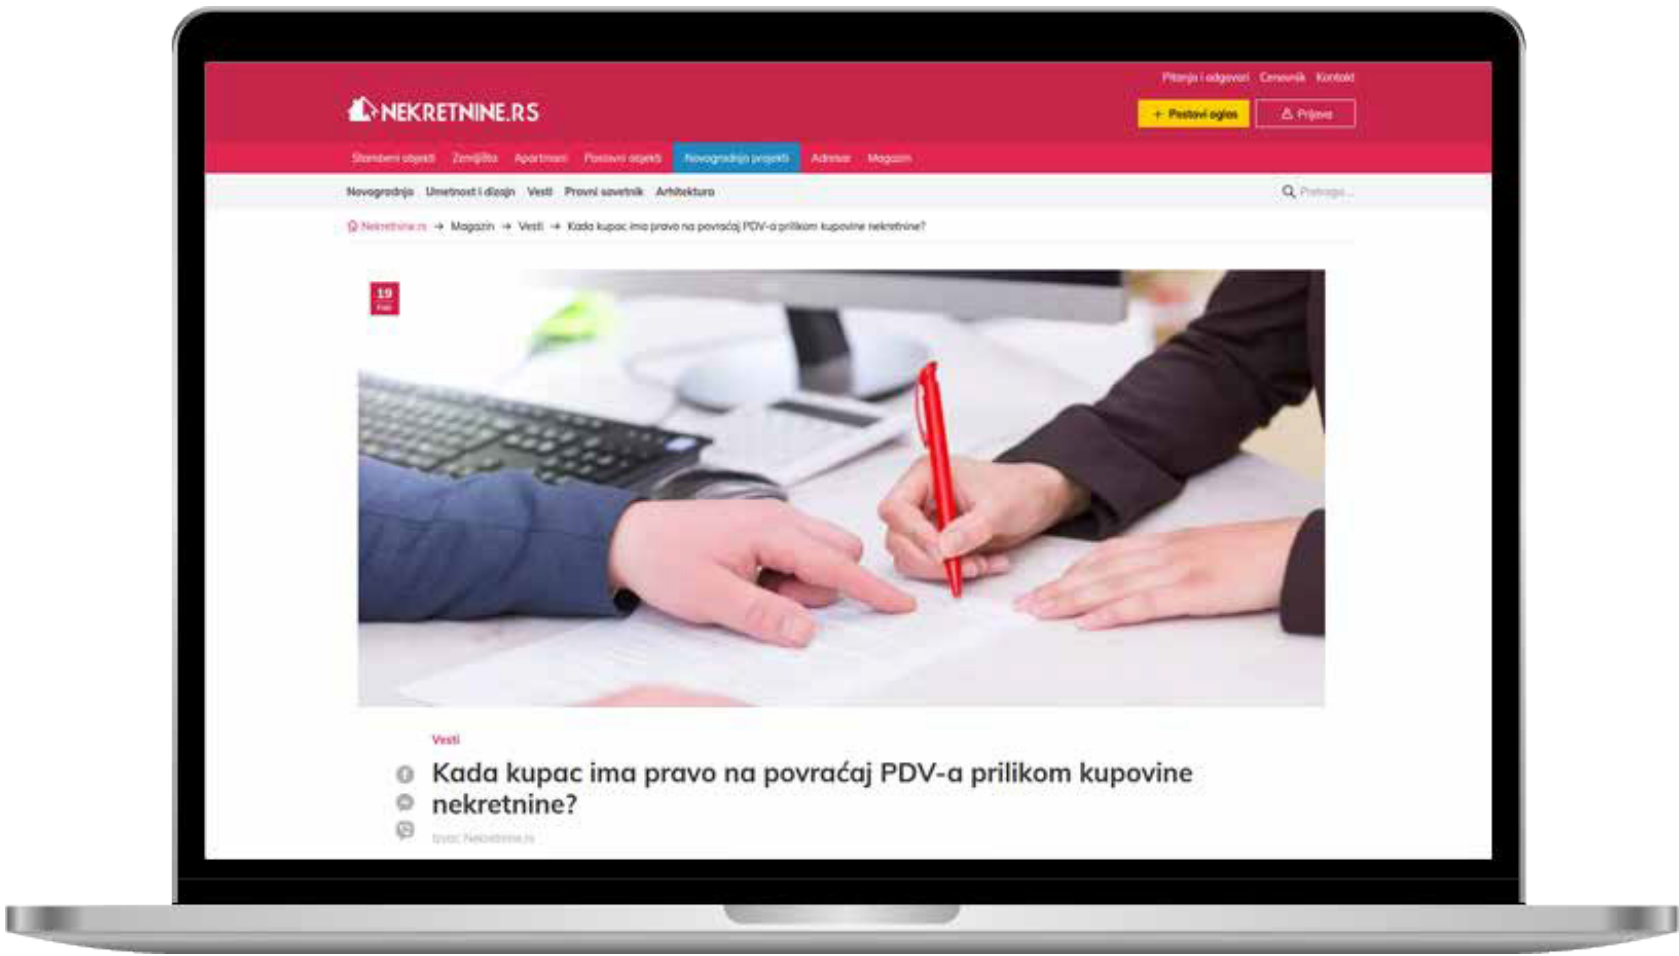 Pitanja i odgovori Cenovnik Kontakt
NEKRETNINE.RS
+ Postavi oglas Prijava
Stambeni objekti Zemljišta Apartmani Poslovni objekti Novogradnja projekti Adresar Magazin
Novogradnja Umetnost i dizajn Vesti Pravni savetnik Arhitektura Pretraga...
Nekretnine.rs → Magazin → Vesti → Kada kupac ima pravo na povraćaj PDV-a prilikom kupovine nekretnine?
19
Vesti
Kada kupac ima pravo na povraćaj PDV-a prilikom kupovine
nekretnine?
Izvor: Nekretnine.rs